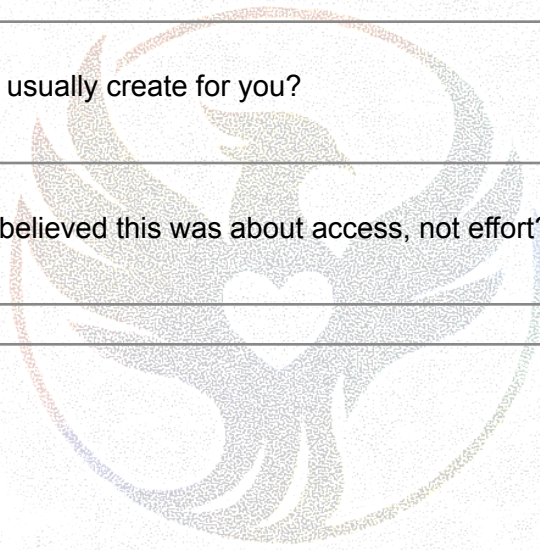 usually create for you?
believed this was about access, not effort?